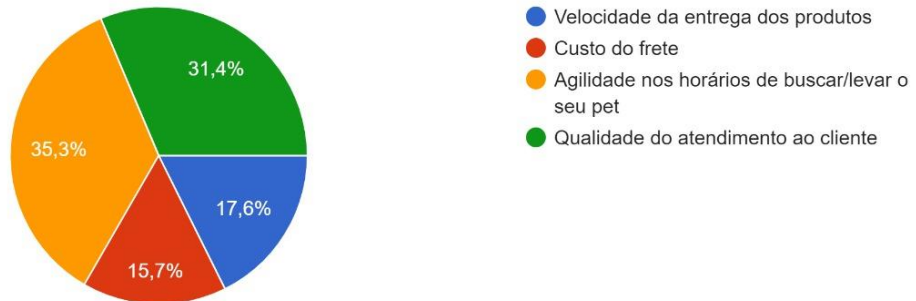 31,4%
35,3%
17,6%
15,7%
Velocidade da entrega dos produtos
Custo do frete
Agilidade nos horários de buscar/levar o
seu pet
Qualidade do atendimento ao cliente